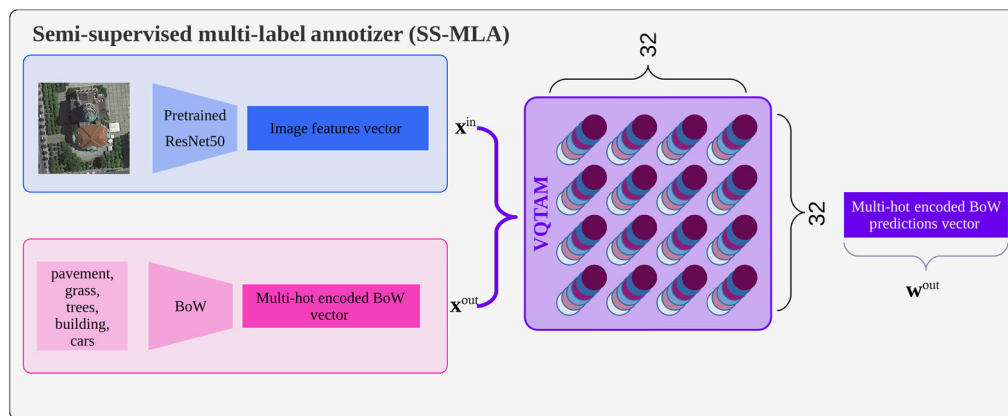 Semi-supervised multi-label annotizer (SS-MLA)
Pretrained
ResNet50
Image features vector
x^in
pavement,
grass,
trees,
building,
cars
BoW
Multi-hot encoded BoW
vector
x^out
VQTAM
32
32
Multi-hot encoded BoW
predictions vector
w^out